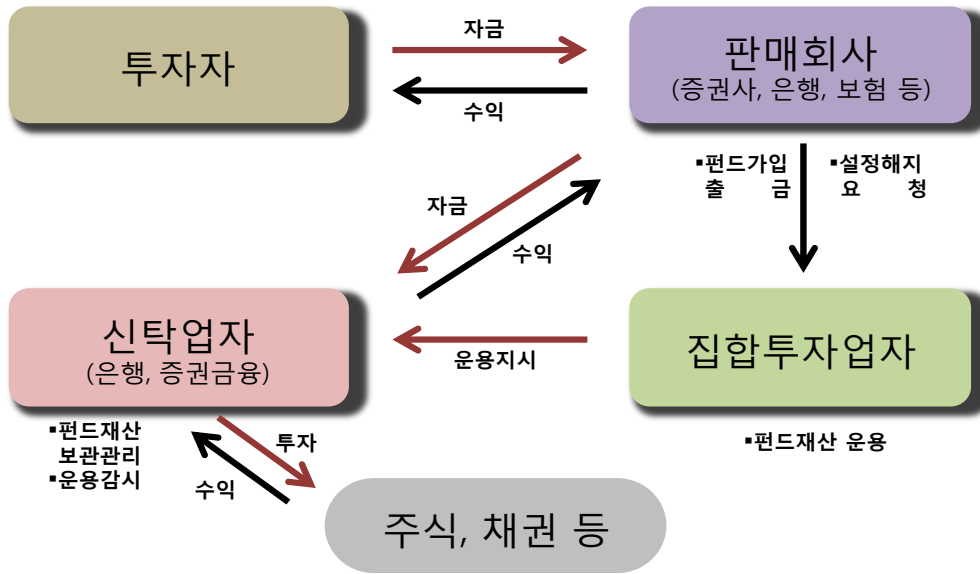 투자자
자금
수익
판매회사
(증권사, 은행, 보험 등)
▪펀드가입
출 금
▪설정해지
요 청
자금
수익
신탁업자
(은행, 증권금융)
운용지시
집합투자업자
▪펀드재산
보관관리
▪운용감시
투자
수익
▪펀드재산 운용
주식, 채권 등